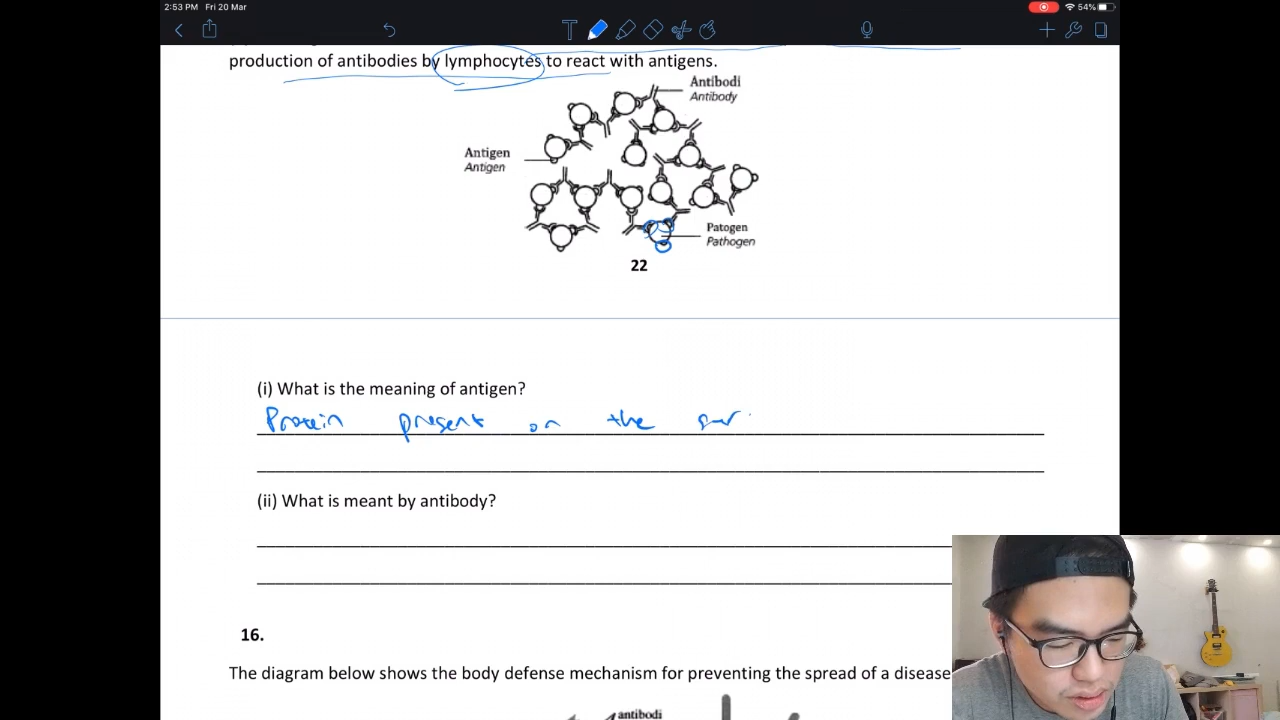 2:53 PM Fri 20 Mar
54%
T
production of antibodies by lymphocytes to react with antigens.
Antibodi
Antibody
Antigen
Antigen
Patogen
Pathogen
22
(i) What is the meaning of antigen?
Protein present on the sur
(ii) What is meant by antibody?
16.
The diagram below shows the body defense mechanism for preventing the spread of a disease
antibodi